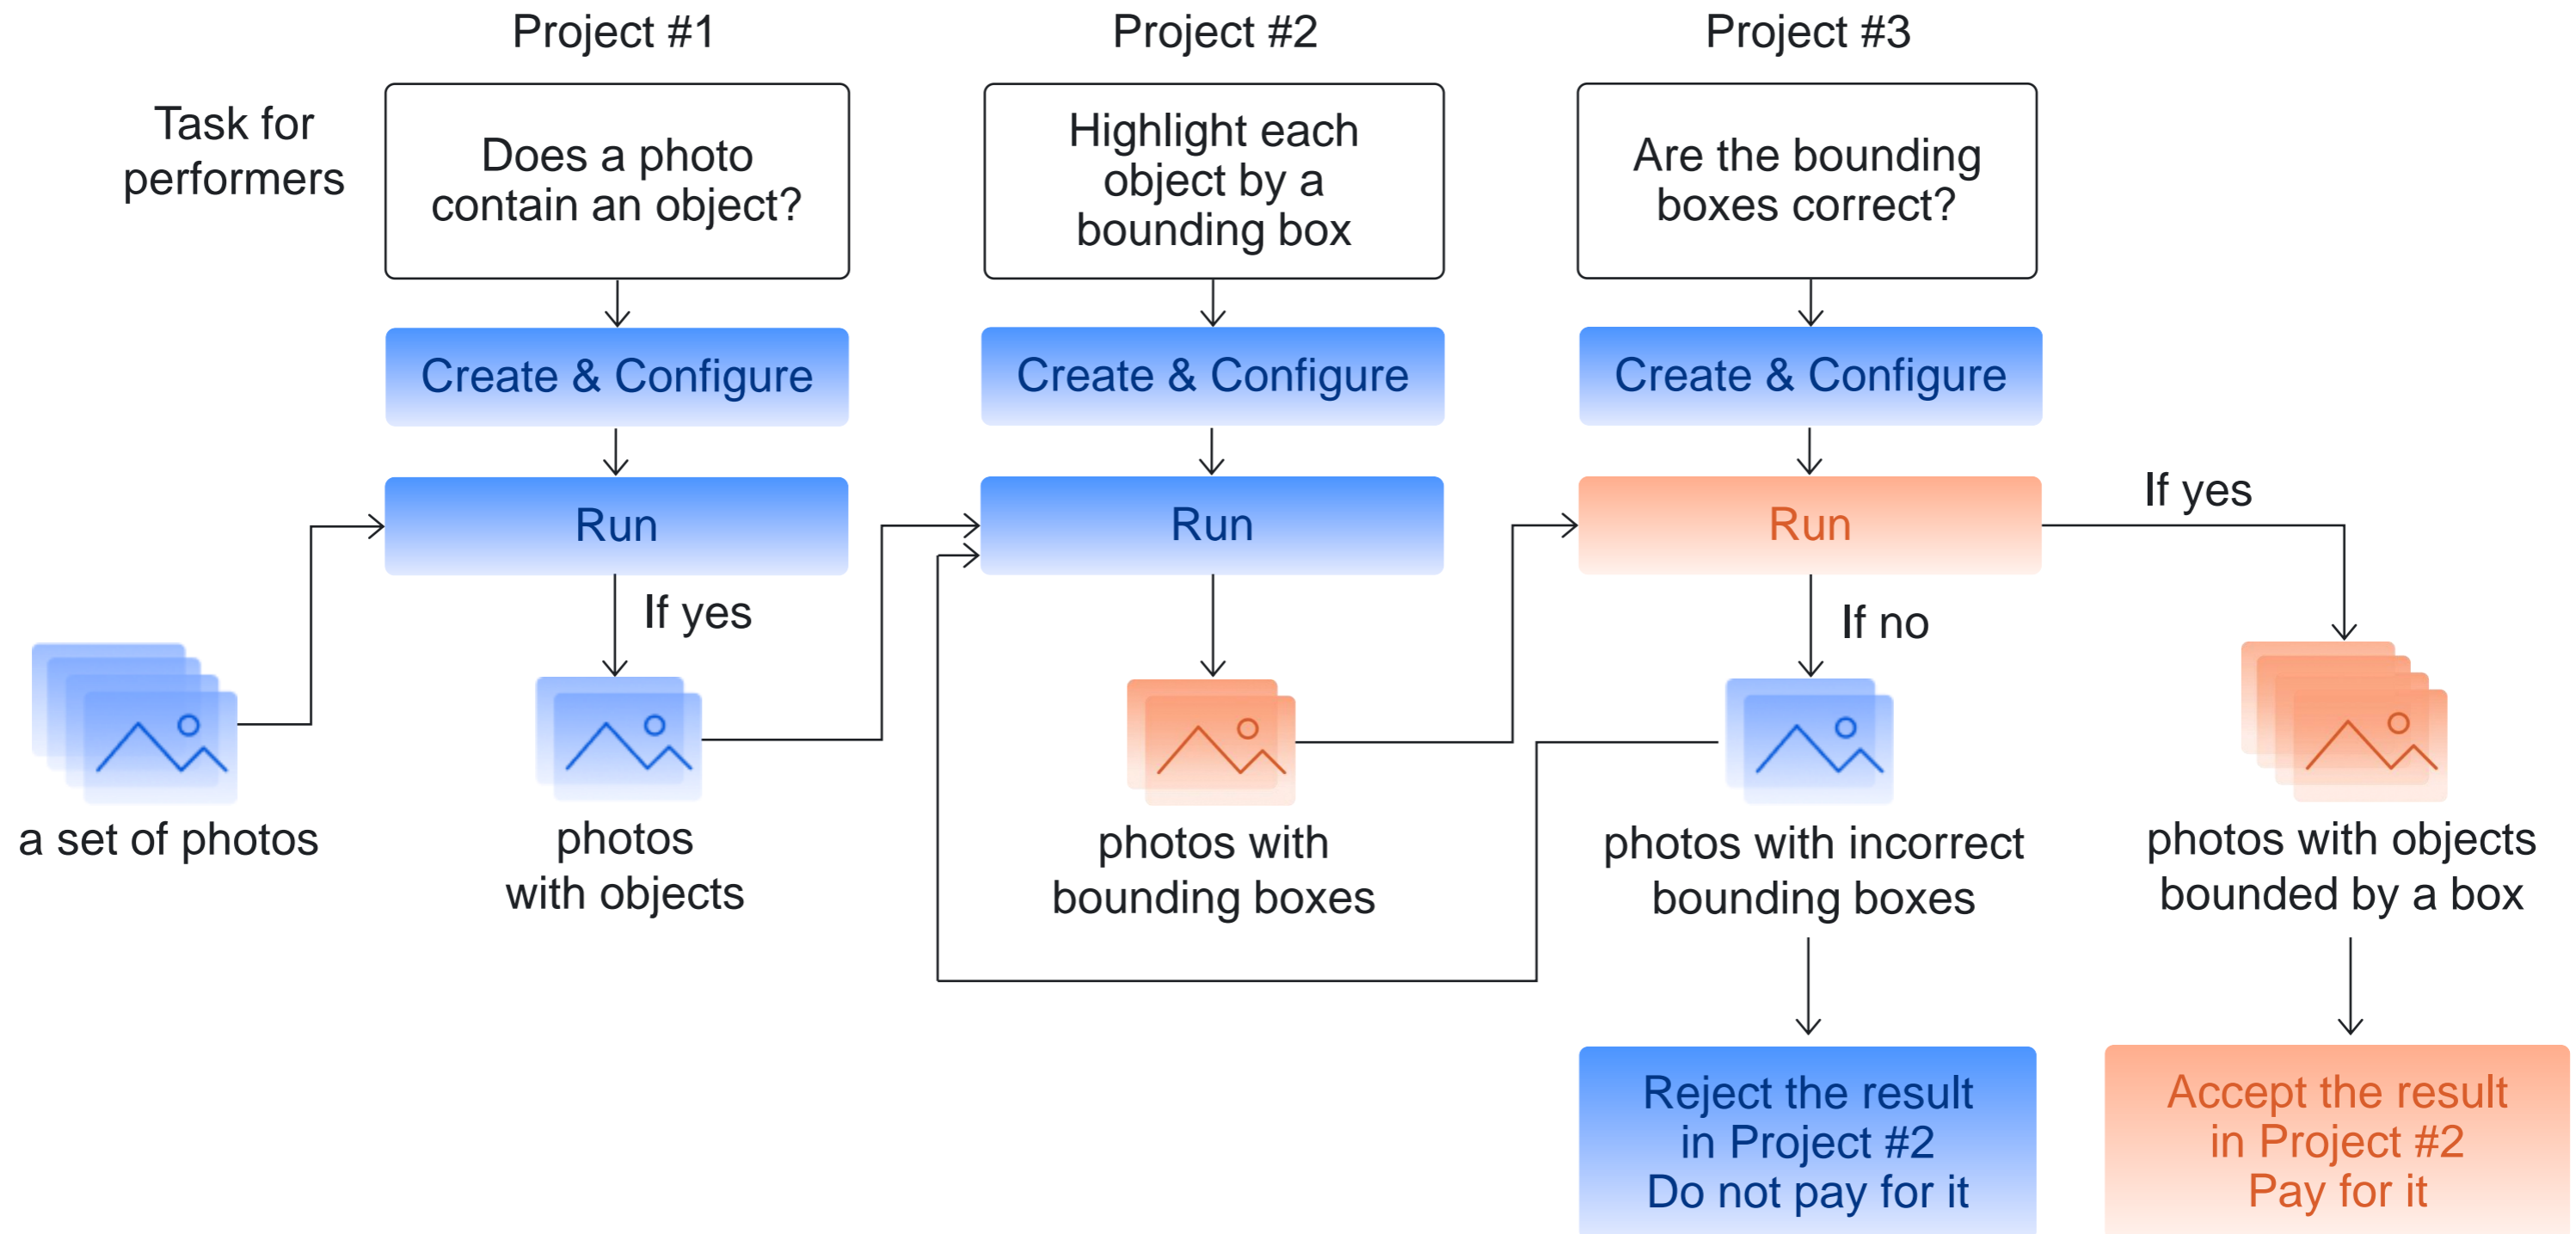 Project #1
Project #2
Project #3
Task for
performers
Does a photo
contain an object?
Highlight each
object by a
bounding box
Are the bounding
boxes correct?
Create & Configure
Create & Configure
Create & Configure
Run
Run
Run
If yes
If yes
If no
a set of photos
photos
with objects
photos with
bounding boxes
photos with incorrect
bounding boxes
photos with objects
bounded by a box
Reject the result
in Project #2
Do not pay for it
Accept the result
in Project #2
Pay for it